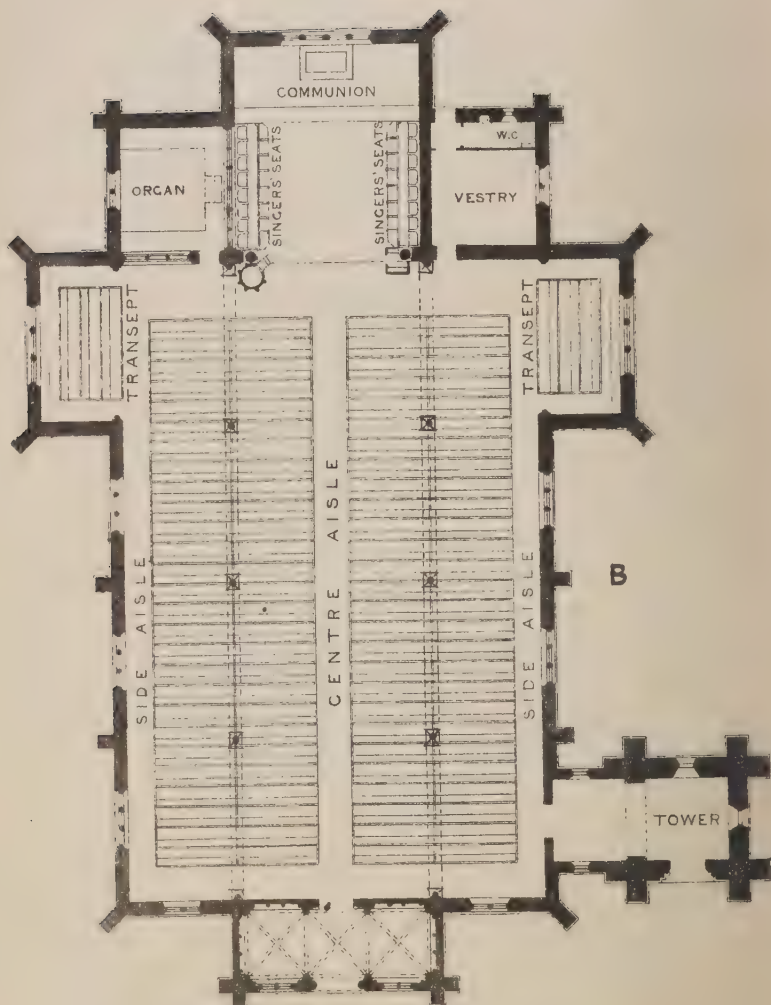 COMMUNION
W.C
ORGAN
SINGERS' SEATS
SINGERS' SEATS
VESTRY
TRANSEPT
TRANSEPT
SIDE AISLE
CENTRE AISLE
SIDE AISLE
B
TOWER